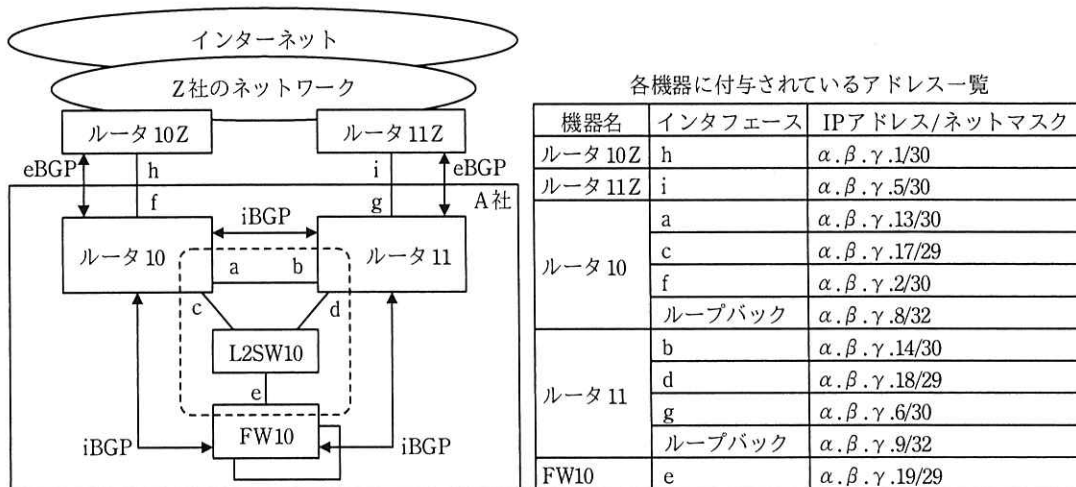 インターネット
Z社のネットワーク
ルータ10Z
ルータ11Z
eBGP
h
i
eBGP
f
g
A社
iBGP
ルータ10
ルータ11
a
b
c
d
L2SW10
e
FW10
iBGP
iBGP
各機器に付与されているアドレス一覧
機器名 インタフェース IPアドレス/ネットマスク
ルータ10Z h α.β.γ.1/30
ルータ11Z i α.β.γ.5/30
ルータ10 a α.β.γ.13/30
c α.β.γ.17/29
f α.β.γ.2/30
ループバック α.β.γ.8/32
ルータ11 b α.β.γ.14/30
d α.β.γ.18/29
g α.β.γ.6/30
ループバック α.β.γ.9/32
FW10 e α.β.γ.19/29